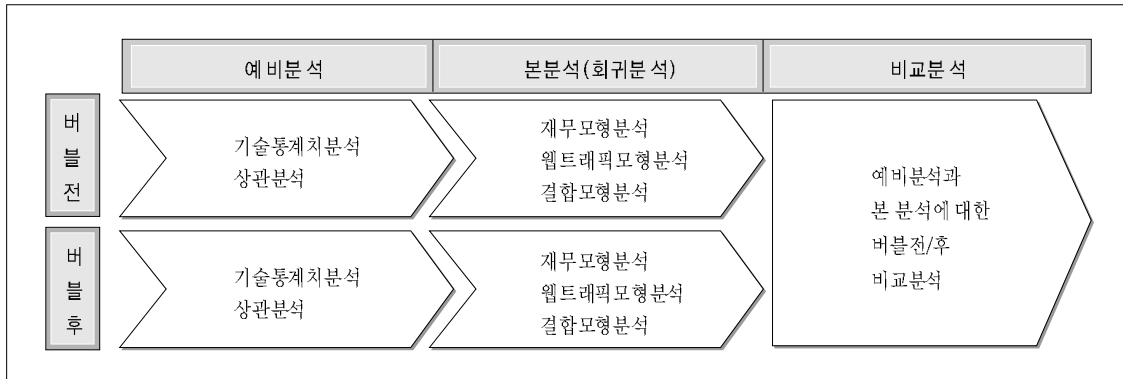 예비분석
본분석(회귀분석)
비교분석
버블전
기술통계치분석
상관분석
재무모형분석
웹트래픽모형분석
결합모형분석
버블후
기술통계치분석
상관분석
재무모형분석
웹트래픽모형분석
결합모형분석
예비분석과
본 분석에 대한
버블전/후
비교분석